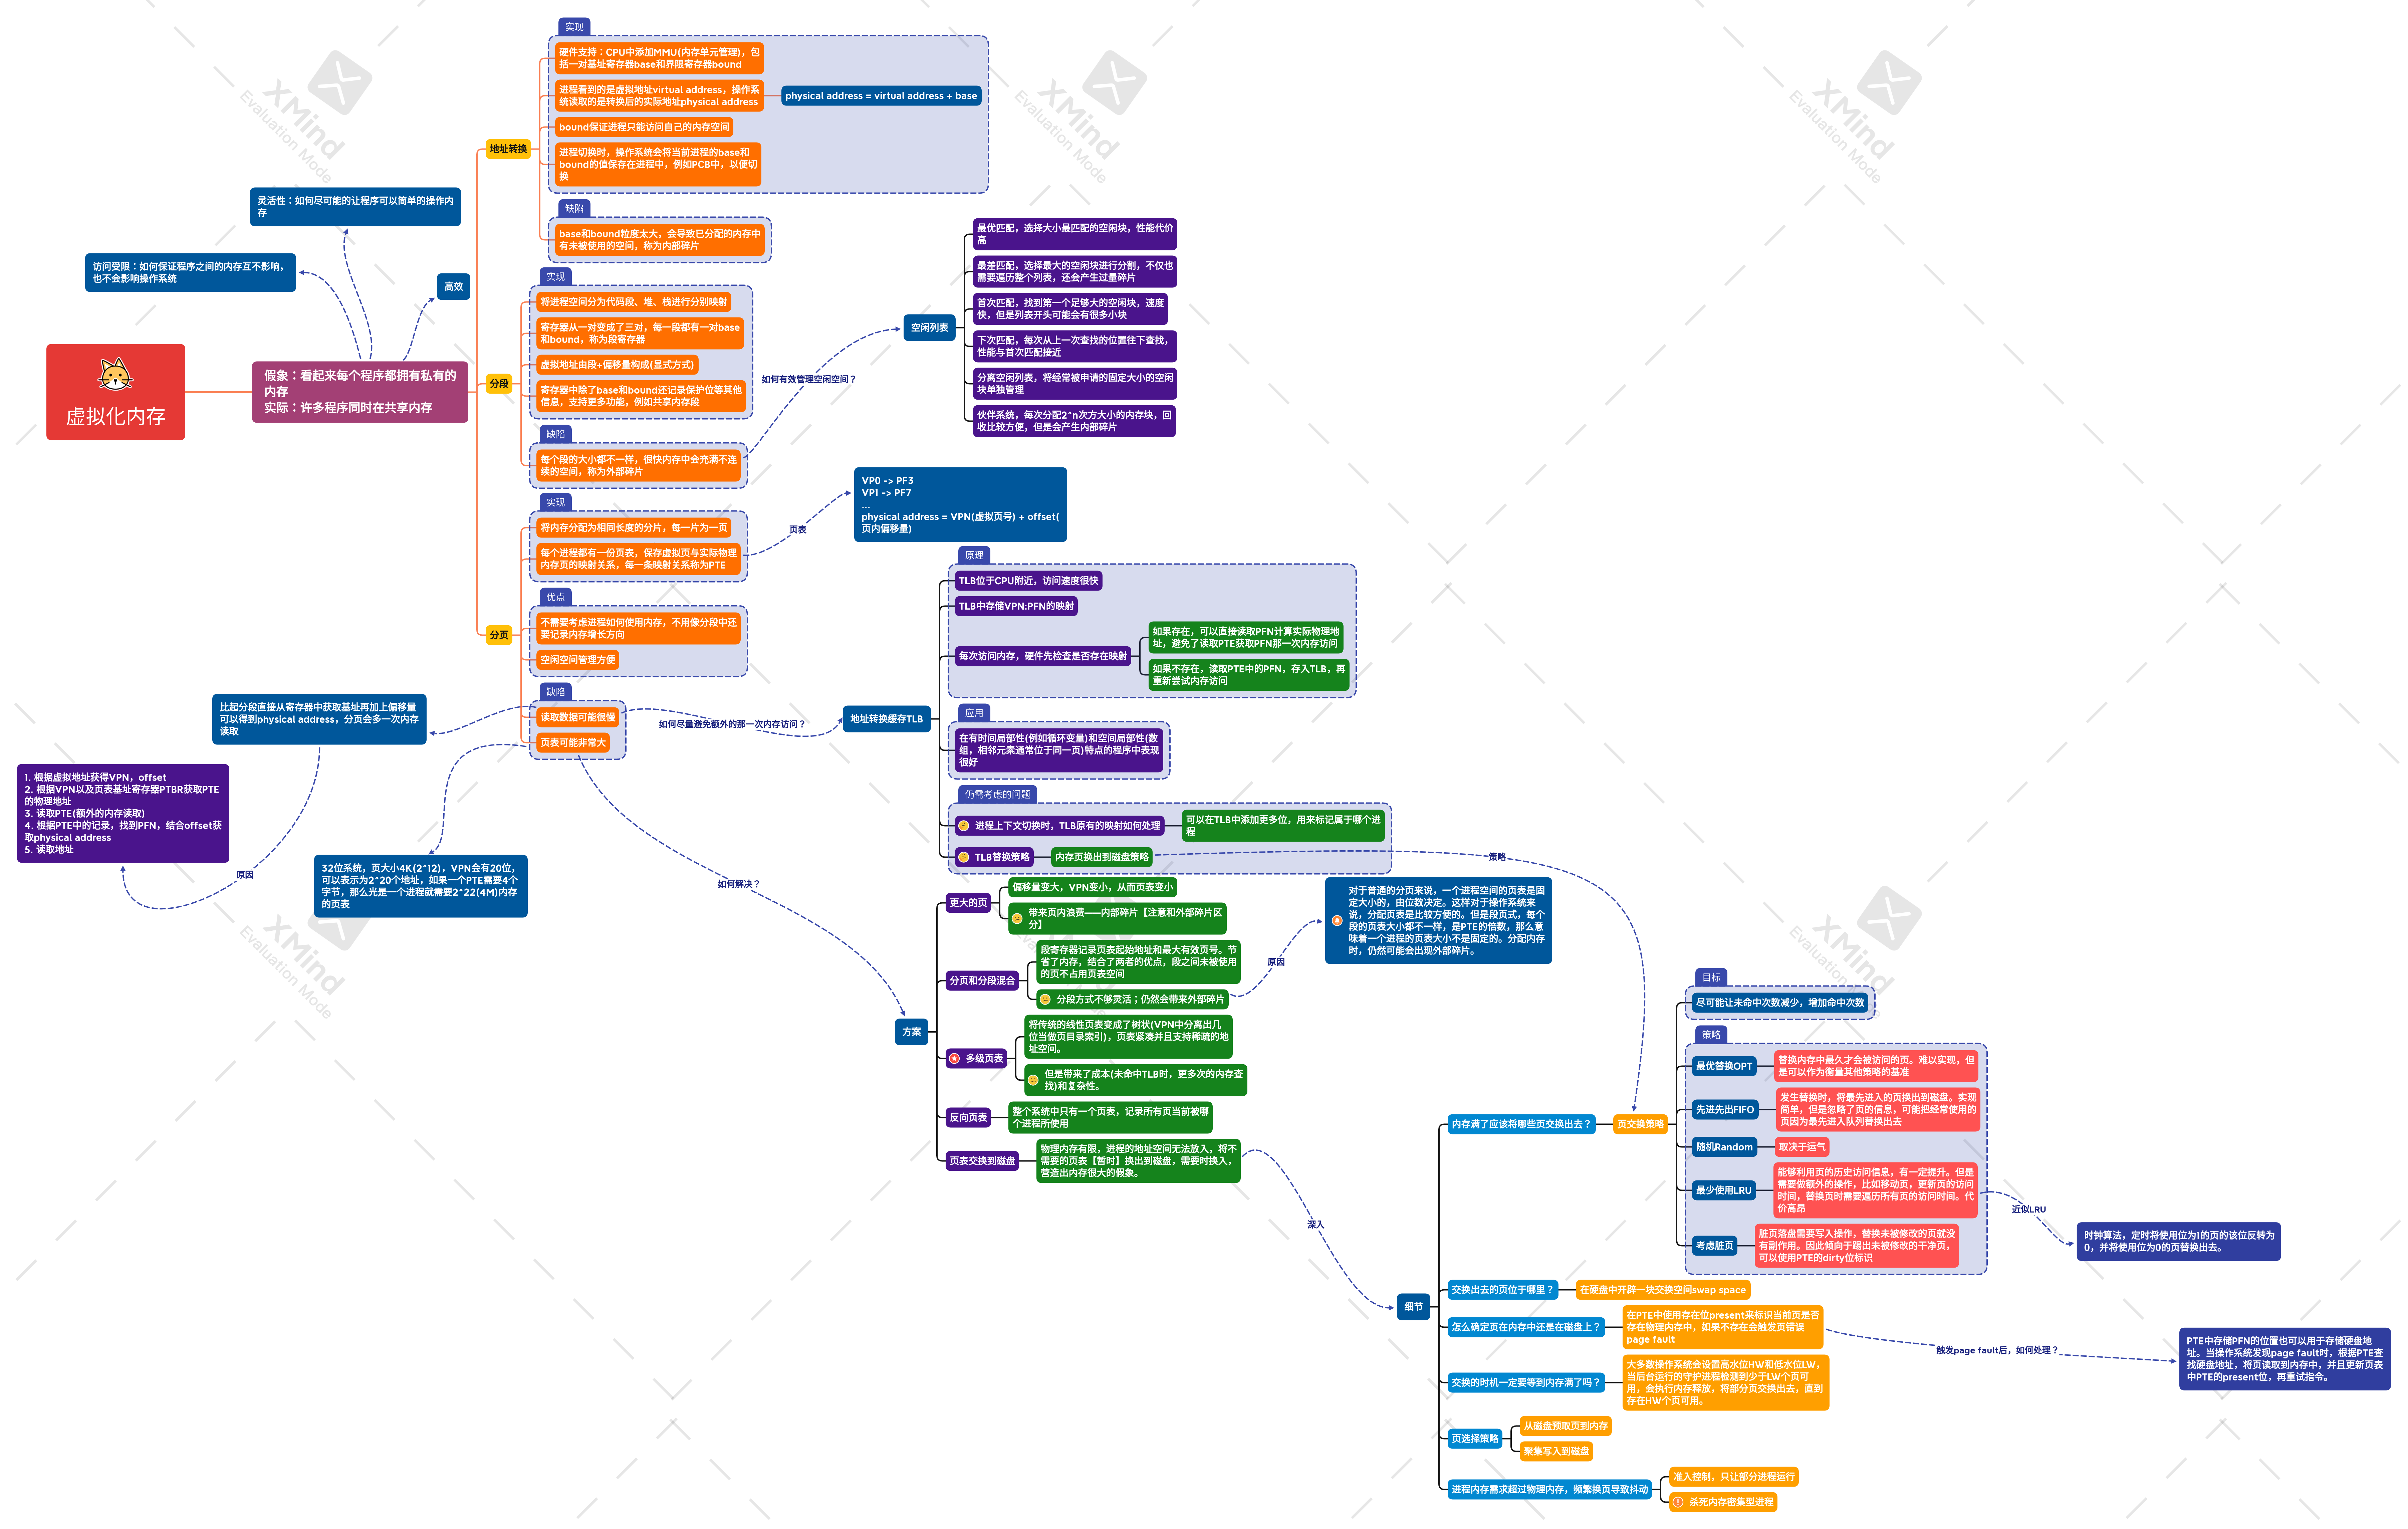 虚拟化内存
假象：看起来每个程序都拥有私有的
内存
实际：许多程序同时在共享内存
灵活性：如何尽可能的让程序可以简单的操作内
存
访问受限：如何保证程序之间的内存互不影响，
也不会影响操作系统
高效
地址转换
实现
硬件支持：CPU中添加MMU(内存单元管理)，包
括一对基址寄存器base和界限寄存器bound
进程看到的是虚拟地址virtual address，操作系
统读取的是转换后的实际地址physical address
physical address = virtual address + base
bound保证进程只能访问自己的内存空间
进程切换时，操作系统会将当前进程的base和
bound的值保存在进程中，例如PCB中，以便切
换
缺陷
base和bound粒度太大，会导致已分配的内存中
有未被使用的空间，称为内部碎片
分段
实现
将进程空间分为代码段、堆、栈进行分别映射
寄存器从一对变成了三对，每一段都有一对base
和bound，称为段寄存器
虚拟地址由段+偏移量构成(显式方式)
寄存器中除了base和bound还记录保护位等其他
信息，支持更多功能，例如共享内存段
缺陷
每个段的大小都不一样，很快内存中会充满不连
续的空间，称为外部碎片
如何有效管理空闲空间？
空闲列表
最优匹配，选择大小最匹配的空闲块，性能代价
高
最差匹配，选择最大的空闲块进行分割，不仅也
需要遍历整个列表，还会产生过量碎片
首次匹配，找到第一个足够大的空闲块，速度
快，但是列表开头可能会有很多小块
下次匹配，每次从上一次查找的位置往下查找，
性能与首次匹配接近
分离空闲列表，将经常被申请的固定大小的空闲
块单独管理
伙伴系统，每次分配2^n次方大小的内存块，回
收比较方便，但是会产生内部碎片
分页
实现
将内存分配为相同长度的分片，每一片为一页
每个进程都有一份页表，保存虚拟页与实际物理
内存页的映射关系，每一条映射关系称为PTE
页表
VP0 -> PF3
VP1 -> PF7
...
physical address = VPN(虚拟页号) + offset(
页内偏移量)
优点
不需要考虑进程如何使用内存，不用像分段中还
要记录内存增长方向
空闲空间管理方便
缺陷
读取数据可能很慢
页表可能非常大
比起分段直接从寄存器中获取基址再加上偏移量
可以得到physical address，分页会多一次内存
读取
原因
1. 根据虚拟地址获得VPN，offset
2. 根据VPN以及页表基址寄存器PTBR获取PTE
的物理地址
3. 读取PTE(额外的内存读取)
4. 根据PTE中的记录，找到PFN，结合offset获
取physical address
5. 读取地址
32位系统，页大小4K(2^12)，VPN会有20位，
可以表示为2^20个地址，如果一个PTE需要4个
字节，那么光是一个进程就需要2^22(4M)内存
的页表
如何尽量避免额外的那一次内存访问？
地址转换缓存TLB
原理
TLB位于CPU附近，访问速度很快
TLB中存储VPN:PFN的映射
每次访问内存，硬件先检查是否存在映射
如果存在，可以直接读取PFN计算实际物理地
址，避免了读取PTE获取PFN那一次内存访问
如果不存在，读取PTE中的PFN，存入TLB，再
重新尝试内存访问
应用
在有时间局部性(例如循环变量)和空间局部性(数
组，相邻元素通常位于同一页)特点的程序中表现
很好
仍需考虑的问题
进程上下文切换时，TLB原有的映射如何处理
可以在TLB中添加更多位，用来标记属于哪个进
程
TLB替换策略
内存页换出到磁盘策略
策略
如何解决？
方案
更大的页
偏移量变大，VPN变小，从而页表变小
带来页内浪费——内部碎片【注意和外部碎片区
分】
分页和分段混合
段寄存器记录页表起始地址和最大有效页号。节
省了内存，结合了两者的优点，段之间未被使用
的页不占用页表空间
分段方式不够灵活；仍然会带来外部碎片
原因
对于普通的分页来说，一个进程空间的页表是固
定大小的，由位数决定。这样对于操作系统来
说，分配页表是比较方便的。但是段页式，每个
段的页表大小都不一样，是PTE的倍数，那么意
味着一个进程的页表大小不是固定的。分配内存
时，仍然可能会出现外部碎片。
多级页表
将传统的线性页表变成了树状(VPN中分离出几
位当做页目录索引)，页表紧凑并且支持稀疏的地
址空间。
但是带来了成本(未命中TLB时，更多次的内存查
找)和复杂性。
反向页表
整个系统中只有一个页表，记录所有页当前被哪
个进程所使用
页表交换到磁盘
物理内存有限，进程的地址空间无法放入，将不
需要的页表【暂时】换出到磁盘，需要时换入，
营造出内存很大的假象。
深入
细节
内存满了应该将哪些页交换出去？
页交换策略
目标
尽可能让未命中次数减少，增加命中次数
策略
最优替换OPT
替换内存中最久才会被访问的页。难以实现，但
是可以作为衡量其他策略的基准
先进先出FIFO
发生替换时，将最先进入的页换出到磁盘。实现
简单，但是忽略了页的信息，可能把经常使用的
页因为最先进入队列替换出去
随机Random
取决于运气
最少使用LRU
能够利用页的历史访问信息，有一定提升。但是
需要做额外的操作，比如移动页，更新页的访问
时间，替换页时需要遍历所有页的访问时间。代
价高昂
近似LRU
时钟算法，定时将使用位为1的页的该位反转为
0，并将使用位为0的页替换出去。
考虑脏页
脏页落盘需要写入操作，替换未被修改的页就没
有副作用。因此倾向于踢出未被修改的干净页，
可以使用PTE的dirty位标识
交换出去的页位于哪里？
在硬盘中开辟一块交换空间swap space
怎么确定页在内存中还是在磁盘上？
在PTE中使用存在位present来标识当前页是否
存在物理内存中，如果不存在会触发页错误
page fault
触发page fault后，如何处理？
PTE中存储PFN的位置也可以用于存储硬盘地
址。当操作系统发现page fault时，根据PTE查
找硬盘地址，将页读取到内存中，并且更新页表
中PTE的present位，再重试指令。
交换的时机一定要等到内存满了吗？
大多数操作系统会设置高水位HW和低水位LW，
当后台运行的守护进程检测到少于LW个页可
用，会执行内存释放，将部分页交换出去，直到
存在HW个页可用。
页选择策略
从磁盘预取页到内存
聚集写入到磁盘
进程内存需求超过物理内存，频繁换页导致抖动
准入控制，只让部分进程运行
杀死内存密集型进程
XMind
Evaluation Mode
XMind
Evaluation Mode
XMind
Evaluation Mode
XMind
Evaluation Mode
XMind
Evaluation Mode